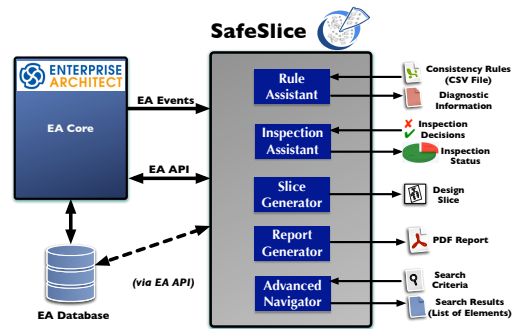 SafeSlice
ENTERPRISE
ARCHITECT
EA Core
EA Events
EA API
(via EA API)
EA Database
Rule
Assistant
Inspection
Assistant
Slice
Generator
Report
Generator
Advanced
Navigator
Consistency Rules
(CSV File)
Diagnostic
Information
Inspection
Decisions
Inspection
Status
Design
Slice
PDF Report
Search
Criteria
Search Results
(List of Elements)